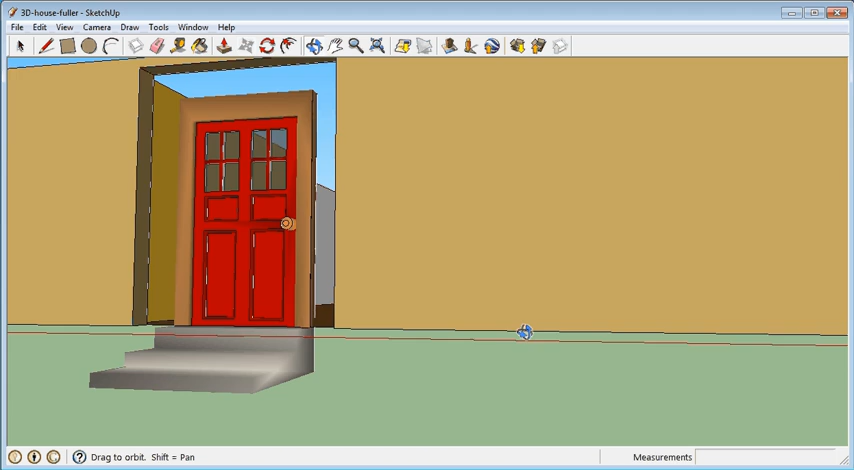 3D-house-fuller - SketchUp
File Edit View Camera Draw Tools Window Help
Drag to orbit. Shift = Pan Measurements